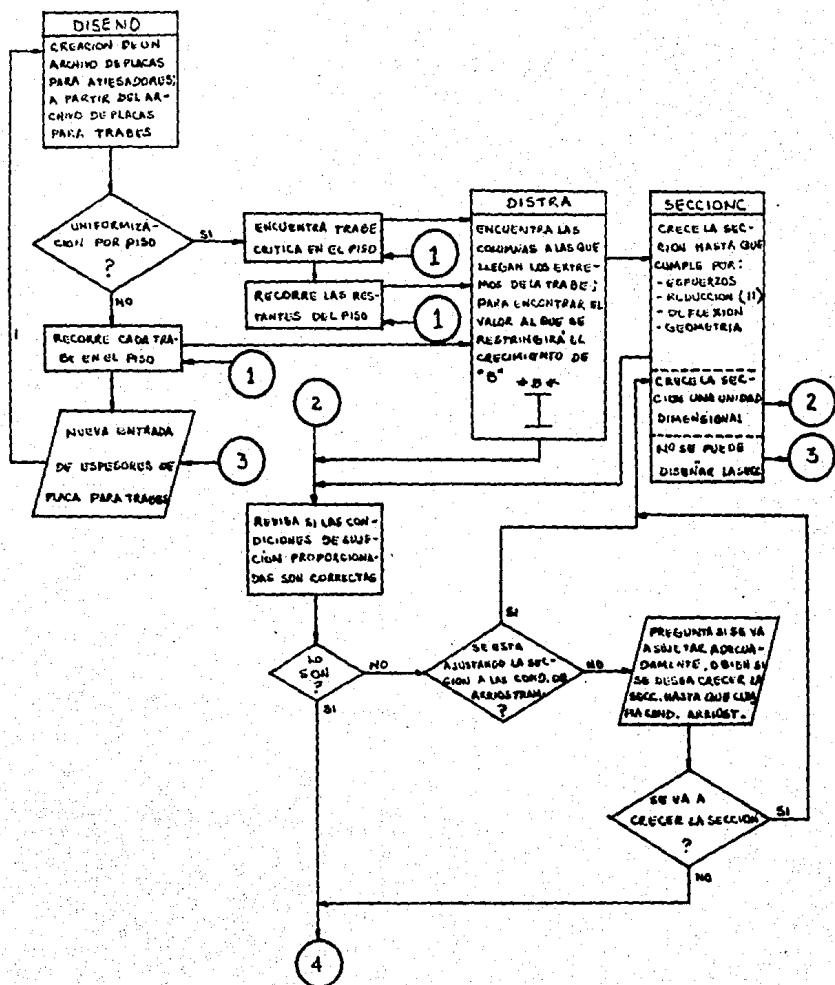 DISEÑO
CREACION DE UN
ARCHIVO DE PLACAS
PARA ATIESADORES;
A PARTIR DEL AR-
CHIVO DE PLACAS
PARA TRABES
UNIFORMIZA-
CION POR PISO
?
SI
NO
ENCUENTRA TRABE
CRITICA EN EL PISO
1
RECORRE LAS RES-
TANTES DEL PISO
1
RECORRE CADA TRA-
BE EN EL PISO
1
NUEVA ENTRADA
DE ESPESORES DE
PLACA PARA TRABES
3
DISTRA
ENCUENTRA LAS
COLUMNAS A LAS QUE
LLEGAN LOS EXTRE-
MOS DE LA TRABE;
PARA ENCONTRAR EL
VALOR AL QUE SE
RESTRINGIRÁ EL
CRECIMIENTO DE
"B"
B
SECCIONC
CRECE LA SEC-
CION HASTA QUE
CUMPLE POR:
- ESFUERZOS
- REDUCCION (11)
- DEFLEXION
- GEOMETRIA
CRECE LA SEC-
CION UNA UNIDAD
DIMENSIONAL
2
NO SE PUEDE
DISEÑAR LA SECC
3
2
REVISA SI LAS CON-
DICIONES DE SUJE-
CIÓN PROPORCIONA-
DAS SON CORRECTAS
LO
SON
?
NO
SI
SE ESTA
AJUSTANDO LA SEC-
CION A LAS COND. DE
ARRIOSTRAM.
?
SI
NO
PREGUNTA SI SE VA
A SUJETAR ADECUA-
DAMENTE, O BIEN SI
SE DESEA CRECER LA
SECC. HASTA QUE CUM
PLA COND. ARRIOST.
SE VA A
CRECER LA SECCION
?
SI
NO
4